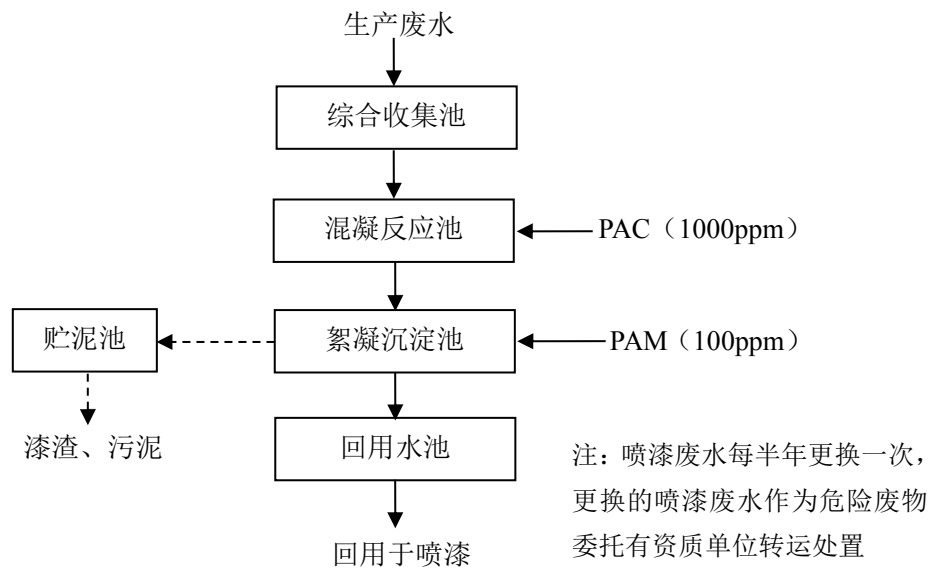 生产废水
综合收集池
混凝反应池
PAC（1000ppm）
贮泥池
絮凝沉淀池
PAM（100ppm）
漆渣、污泥
回用水池
注：喷漆废水每半年更换一次，
更换的喷漆废水作为危险废物
委托有资质单位转运处置
回用于喷漆